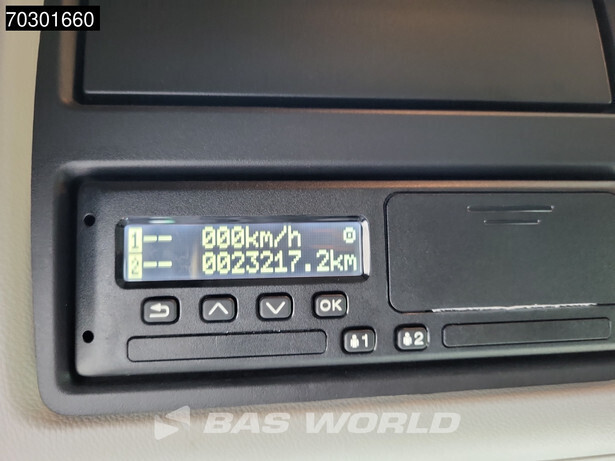 70301660
1-- 000km/h
2-- 0023217.2km
OK
1 2
BAS WORLD